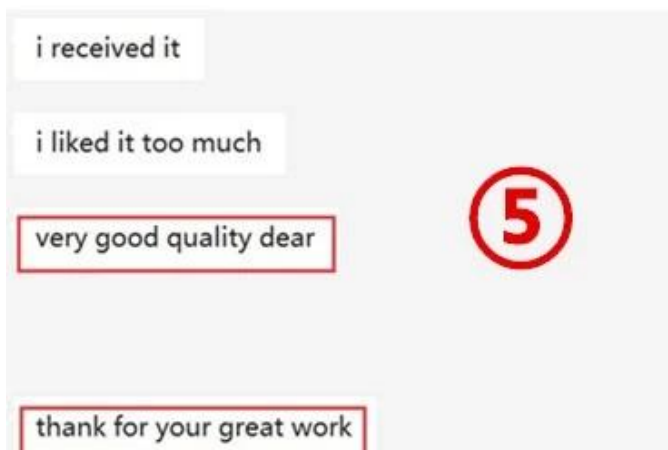 i received it
i liked it too much
very good quality dear
5
thank for your great work